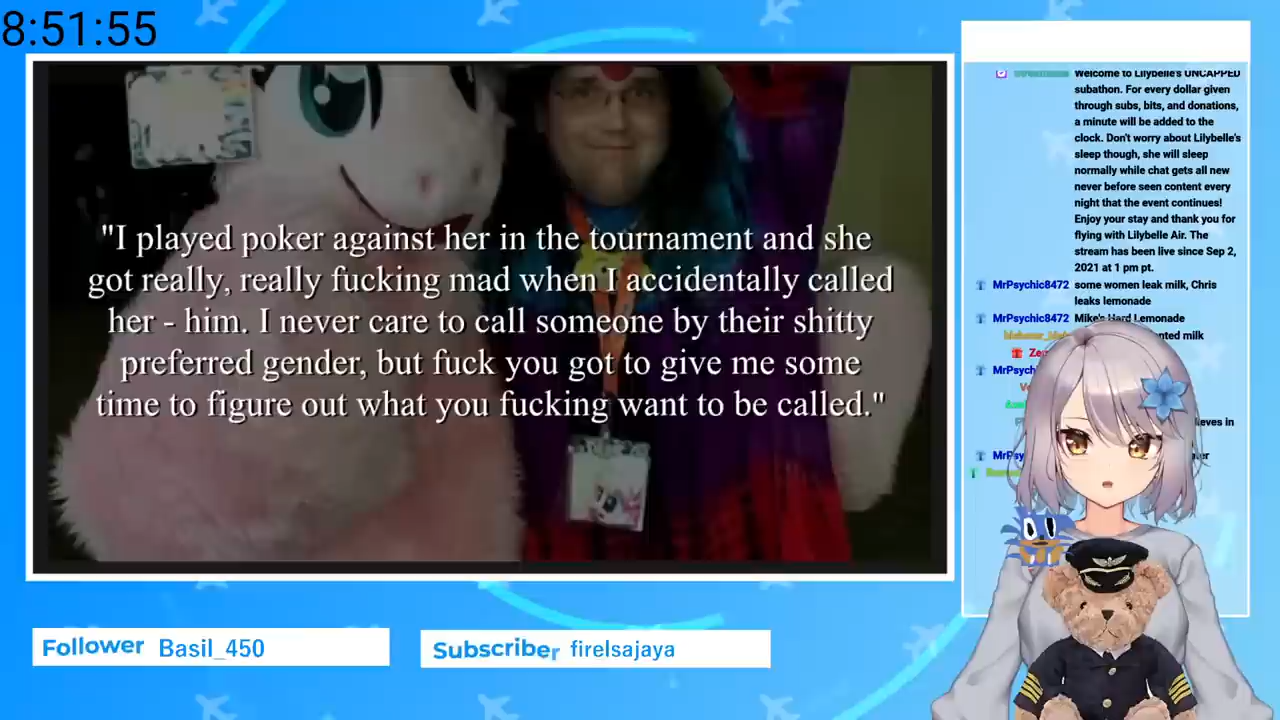 8:51:55
"I played poker against her in the tournament and she
got really, really fucking mad when I accidentally called
her - him. I never care to call someone by their shitty
preferred gender, but fuck you got to give me some
time to figure out what you fucking want to be called."
Welcome to Lilybelle's UNCAPPED
subathon. For every dollar given
through subs, bits, and donations,
a minute will be added to the
clock. Don't worry about Lilybelle's
sleep though, she will sleep
normally while chat gets all new
never before seen content every
night that the event continues!
Enjoy your stay and thank you for
flying with Lilybelle Air. The
stream has been live since Sep 2,
2021 at 1 pm pt.
MrPsychic8472 some women leak milk, Chris
leaks lemonade
MrPsychic8472 Mike's Hard Lemonade
milk
Follower Basil_450
Subscriber firelsajaya